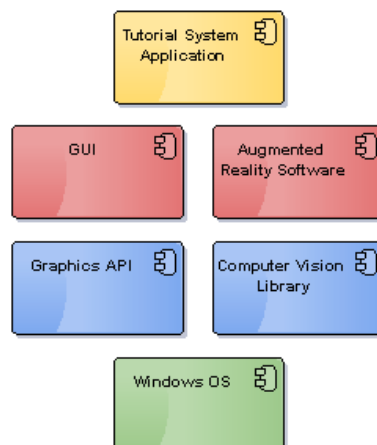 Tutorial System
Application
GUI
Augmented
Reality Software
Graphics API
Computer Vision
Library
Windows OS